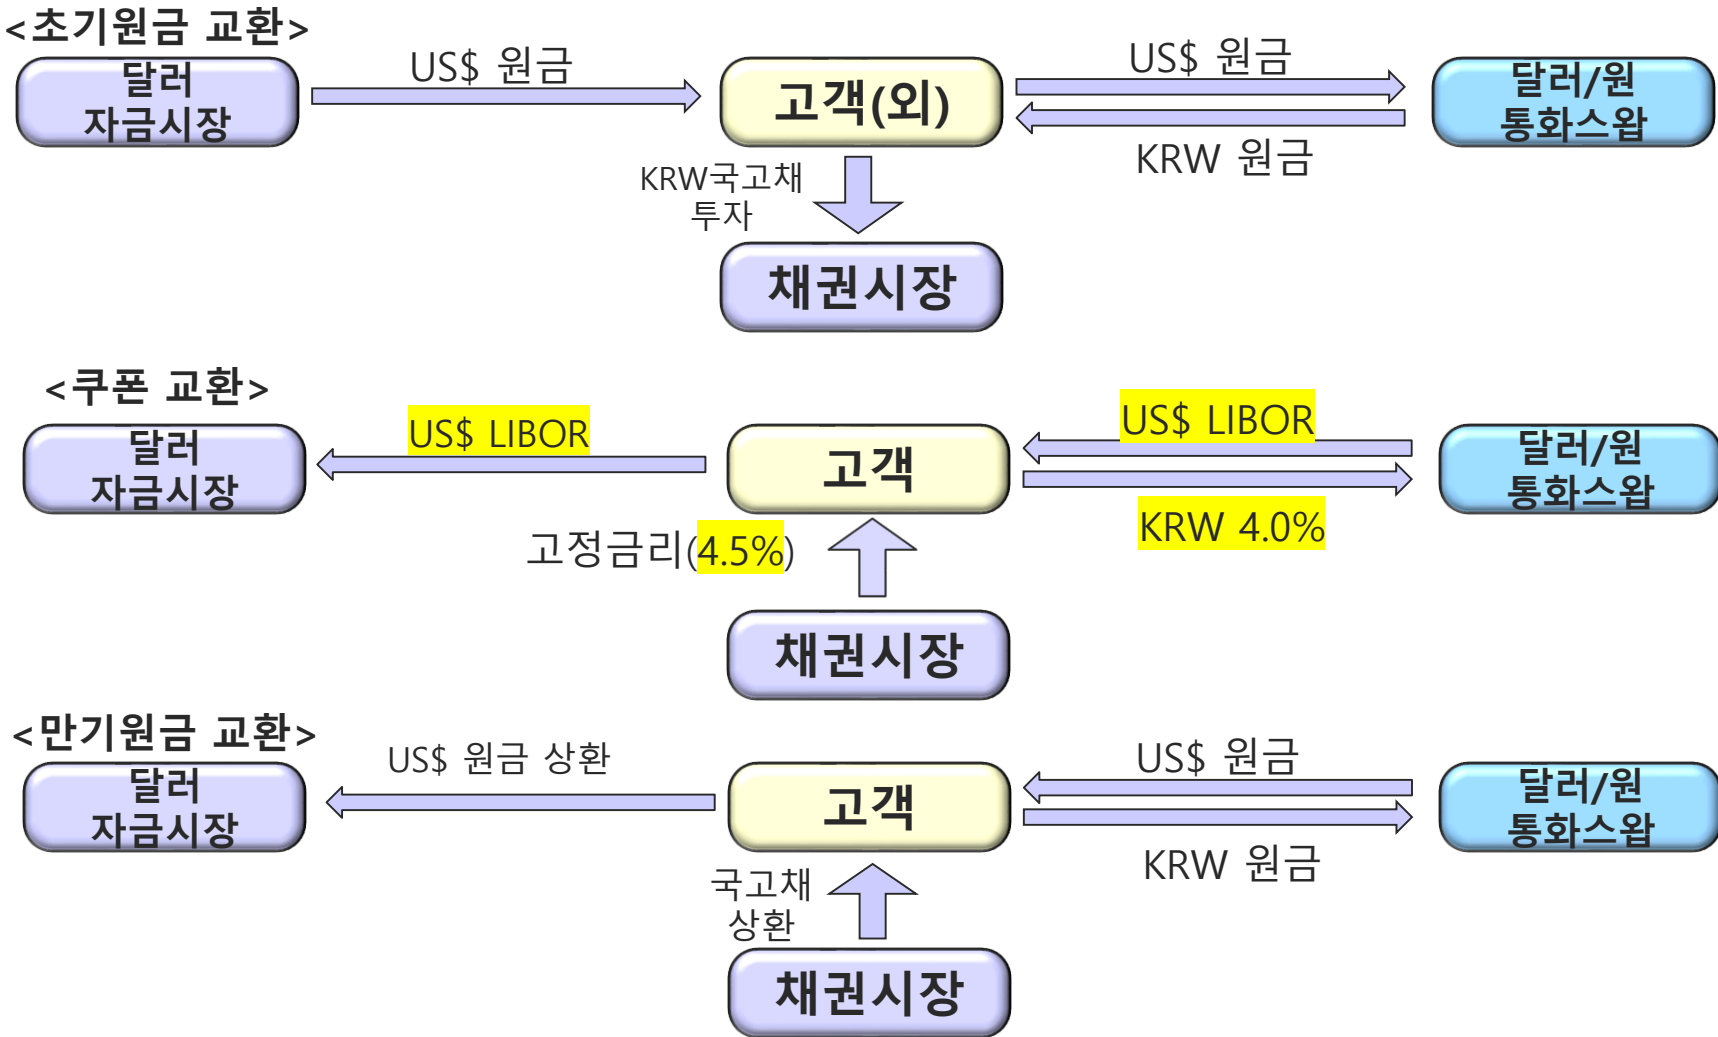 <초기원금 교환>
달러
자금시장
US$ 원금
고객(외)
US$ 원금
KRW 원금
달러/원
통화스왑
KRW국고채
투자
채권시장
<쿠폰 교환>
달러
자금시장
US$ LIBOR
고객
US$ LIBOR
KRW 4.0%
달러/원
통화스왑
고정금리(4.5%)
채권시장
<만기원금 교환>
달러
자금시장
US$ 원금 상환
고객
US$ 원금
KRW 원금
달러/원
통화스왑
국고채
상환
채권시장